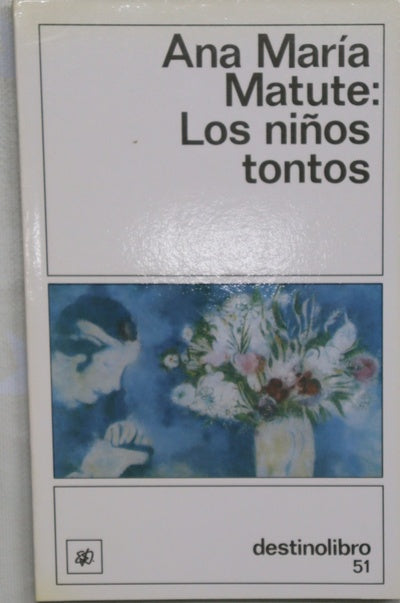 Ana María
Matute:
Los niños
tontos
destinolibro
51